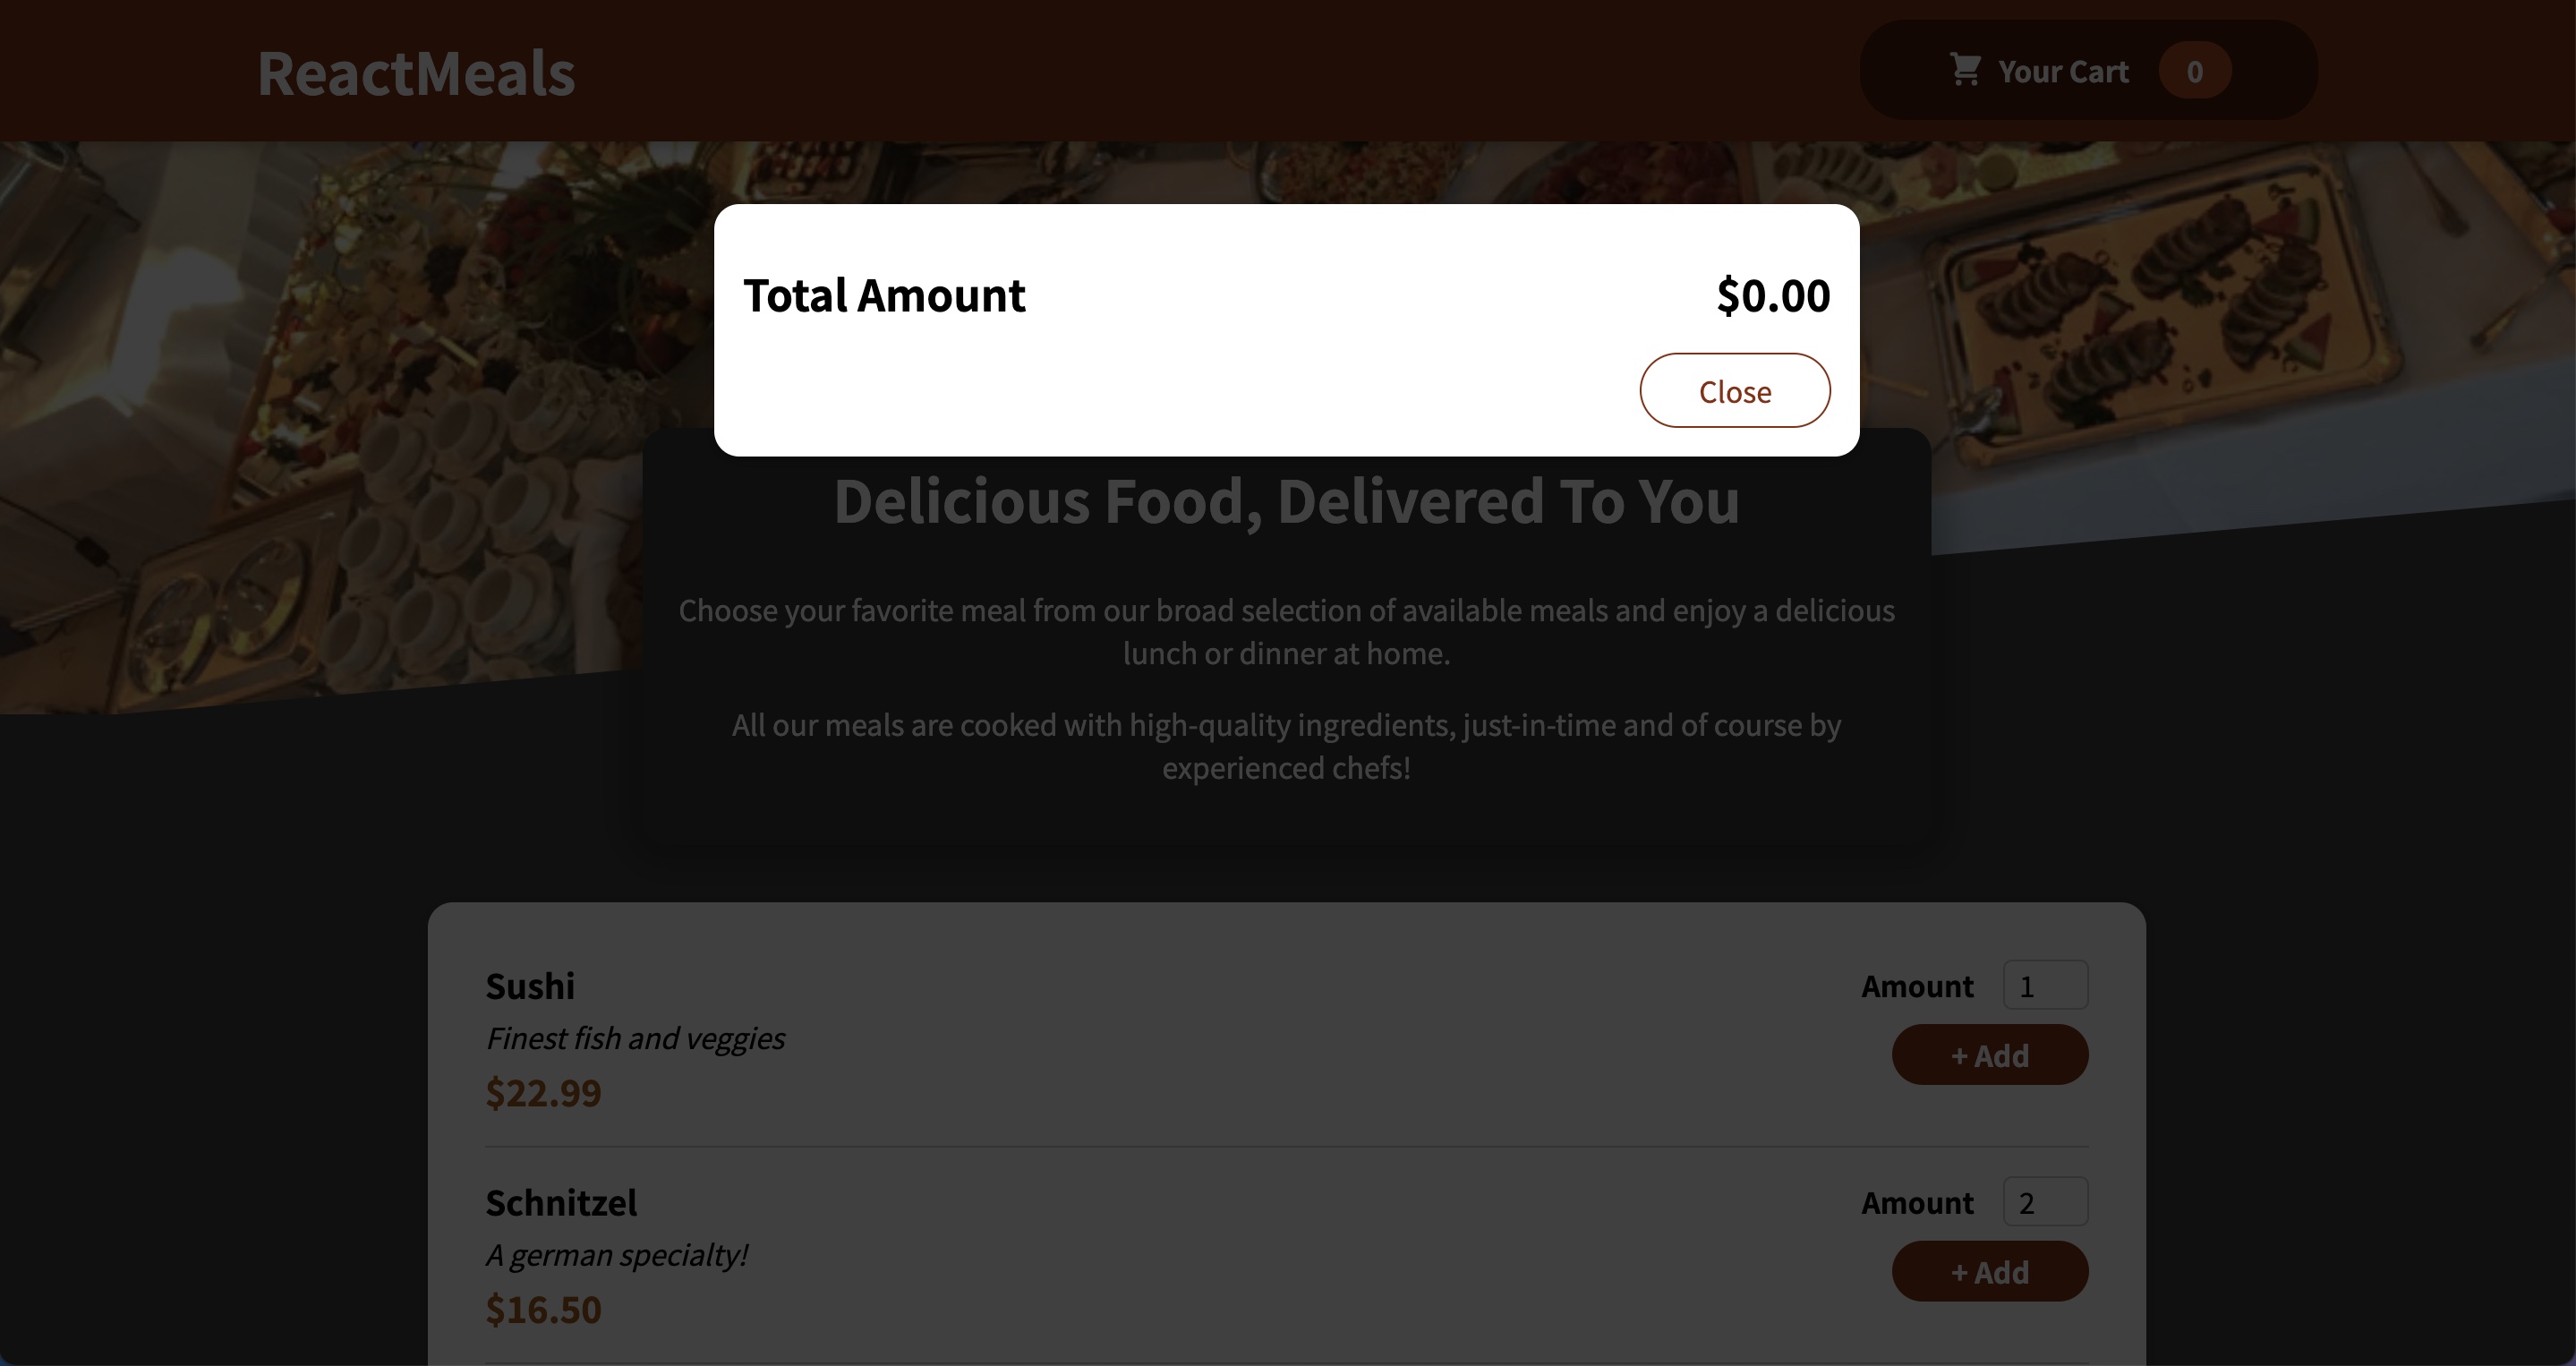 ReactMeals
Your Cart 0
Total Amount $0.00
Close
Delicious Food, Delivered To You
Choose your favorite meal from our broad selection of available meals and enjoy a delicious
lunch or dinner at home.
All our meals are cooked with high-quality ingredients, just-in-time and of course by
experienced chefs!
Sushi
Finest fish and veggies
$22.99
Amount 1
+ Add
Schnitzel
A german specialty!
$16.50
Amount 2
+ Add